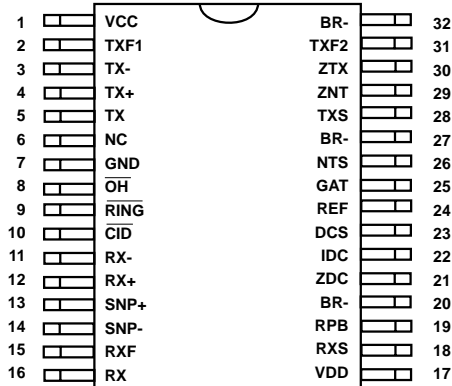 1 VCC BR- 32
2 TXF1 TXF2 31
3 TX- ZTX 30
4 TX+ ZNT 29
5 TX TXS 28
6 NC BR- 27
7 GND NTS 26
8 O̅H̅ GAT 25
9 R̅I̅N̅G̅ REF 24
10 C̅I̅D̅ DCS 23
11 RX- IDC 22
12 RX+ ZDC 21
13 SNP+ BR- 20
14 SNP- RPB 19
15 RXF RXS 18
16 RX VDD 17